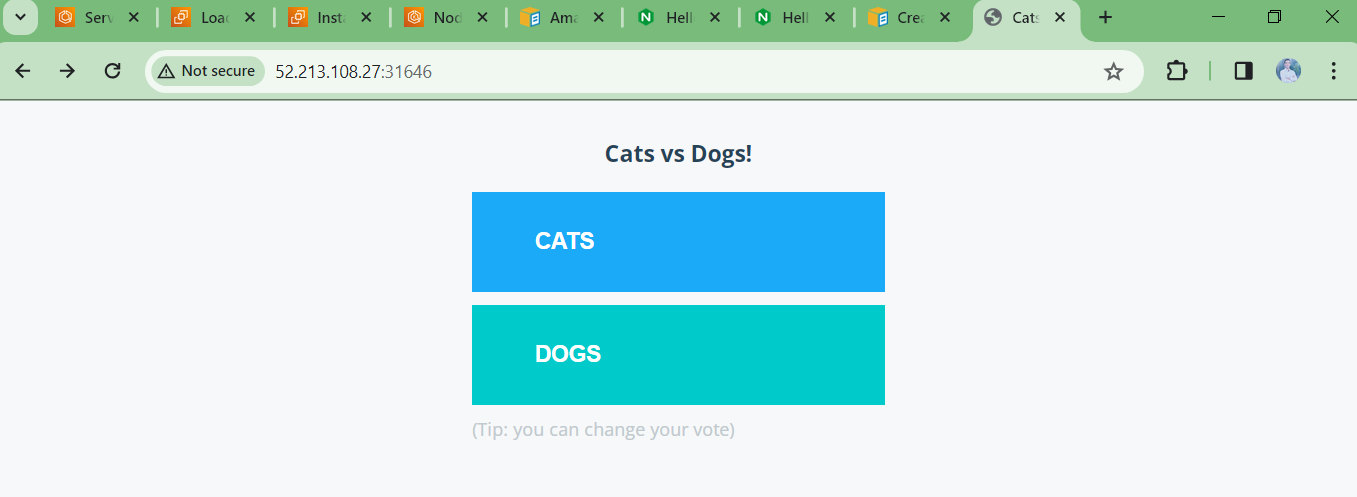 Serv
Load
Insta
Nod
Ama
Hell
Hell
Crea
Cats
Not secure
52.213.108.27:31646
Cats vs Dogs!
CATS
DOGS
(Tip: you can change your vote)